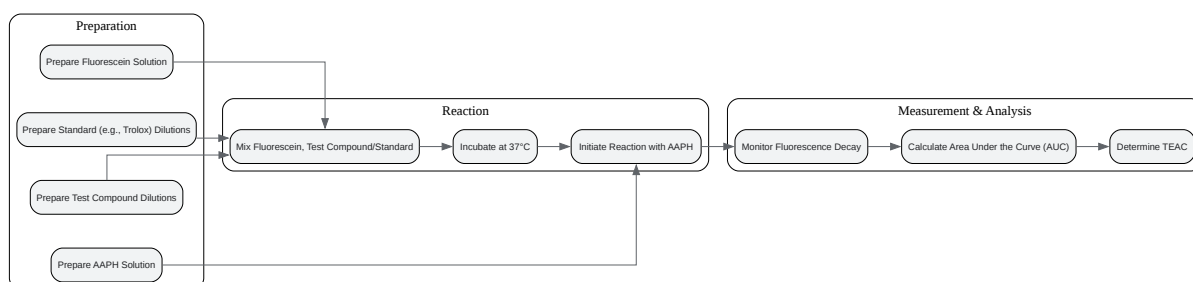 Preparation
Prepare Fluorescein Solution
Prepare Standard (e.g., Trolox) Dilutions
Prepare Test Compound Dilutions
Prepare AAPH Solution
Reaction
Mix Fluorescein, Test Compound/Standard
Incubate at 37°C
Initiate Reaction with AAPH
Measurement & Analysis
Monitor Fluorescence Decay
Calculate Area Under the Curve (AUC)
Determine TEAC